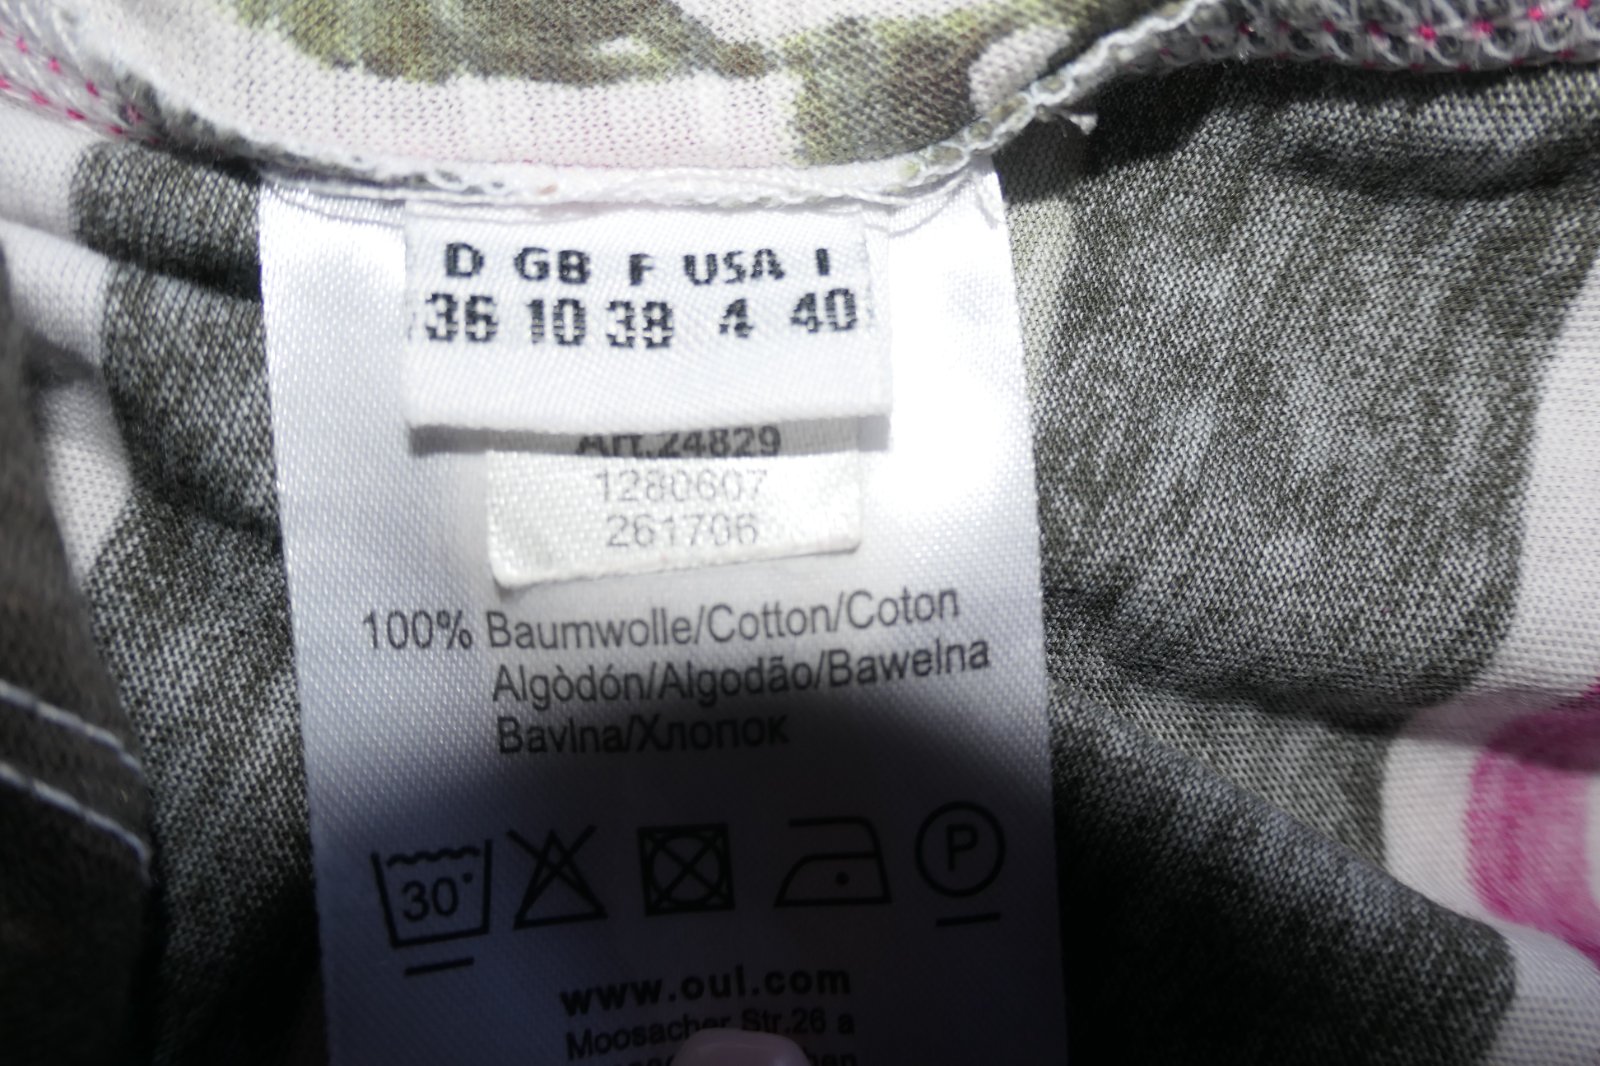 D GB F USA I
36 10 38 4 40
Art.24829
1280607
261706
100% Baumwolle/Cotton/Coton
Algòdón/Algodão/Bawełna
Bavlna/Хлопок
30°
P
www.oui.com
Moosacher Str.26 a